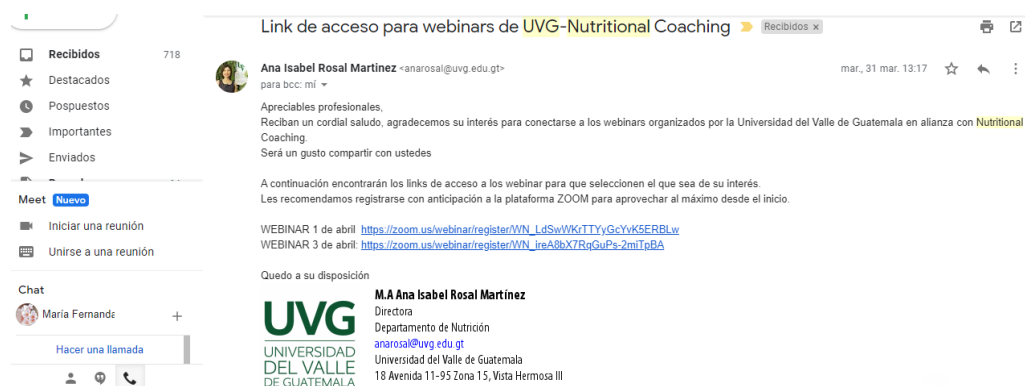 Link de acceso para webinars de UVG-Nutritional Coaching Recibidos x
Recibidos 718
Destacados
Pospuestos
Importantes
Enviados
Meet Nuevo
Iniciar una reunión
Unirse a una reunión
Chat
María Fernanda +
Hacer una llamada
Ana Isabel Rosal Martinez <anarosal@uvg.edu.gt> mar., 31 mar. 13:17
para bcc: mí
Apreciables profesionales,
Reciban un cordial saludo, agradecemos su interés para conectarse a los webinars organizados por la Universidad del Valle de Guatemala en alianza con Nutritional
Coaching.
Será un gusto compartir con ustedes
A continuación encontrarán los links de acceso a los webinar para que seleccionen el que sea de su interés.
Les recomendamos registrarse con anticipación a la plataforma ZOOM para aprovechar al máximo desde el inicio.
WEBINAR 1 de abril https://zoom.us/webinar/register/WN_LdSwWKrTTYyGcYvK5ERBLw
WEBINAR 3 de abril: https://zoom.us/webinar/register/WN_ireA8bX7RqGuPs-2miTpBA
Quedo a su disposición
UVG
UNIVERSIDAD
DEL VALLE
DE GUATEMALA
M.A Ana Isabel Rosal Martínez
Directora
Departamento de Nutrición
anarosal@uvg.edu.gt
Universidad del Valle de Guatemala
18 Avenida 11-95 Zona 15, Vista Hermosa III